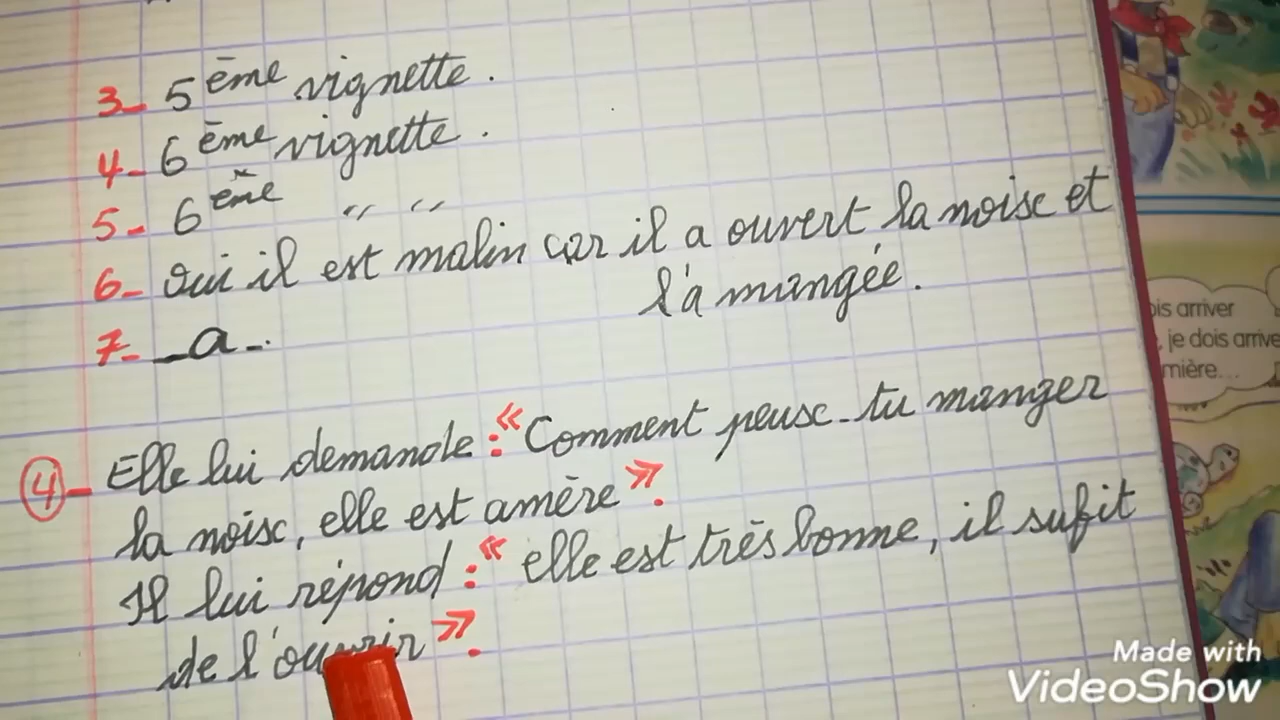 3- 5ème vignette.
4- 6ème vignette.
5- 6ème " "
6- Oui il est malin car il a ouvert la noix et
l'a mangée.
7- _a_.
4- Elle lui demande : « Comment peux-tu manger
la noix, elle est amère ».
Il lui répond : « elle est très bonne, il sufit
de l'ouvrir ».
ois arriver
, je dois arrive
mière...
Made with
VideoShow